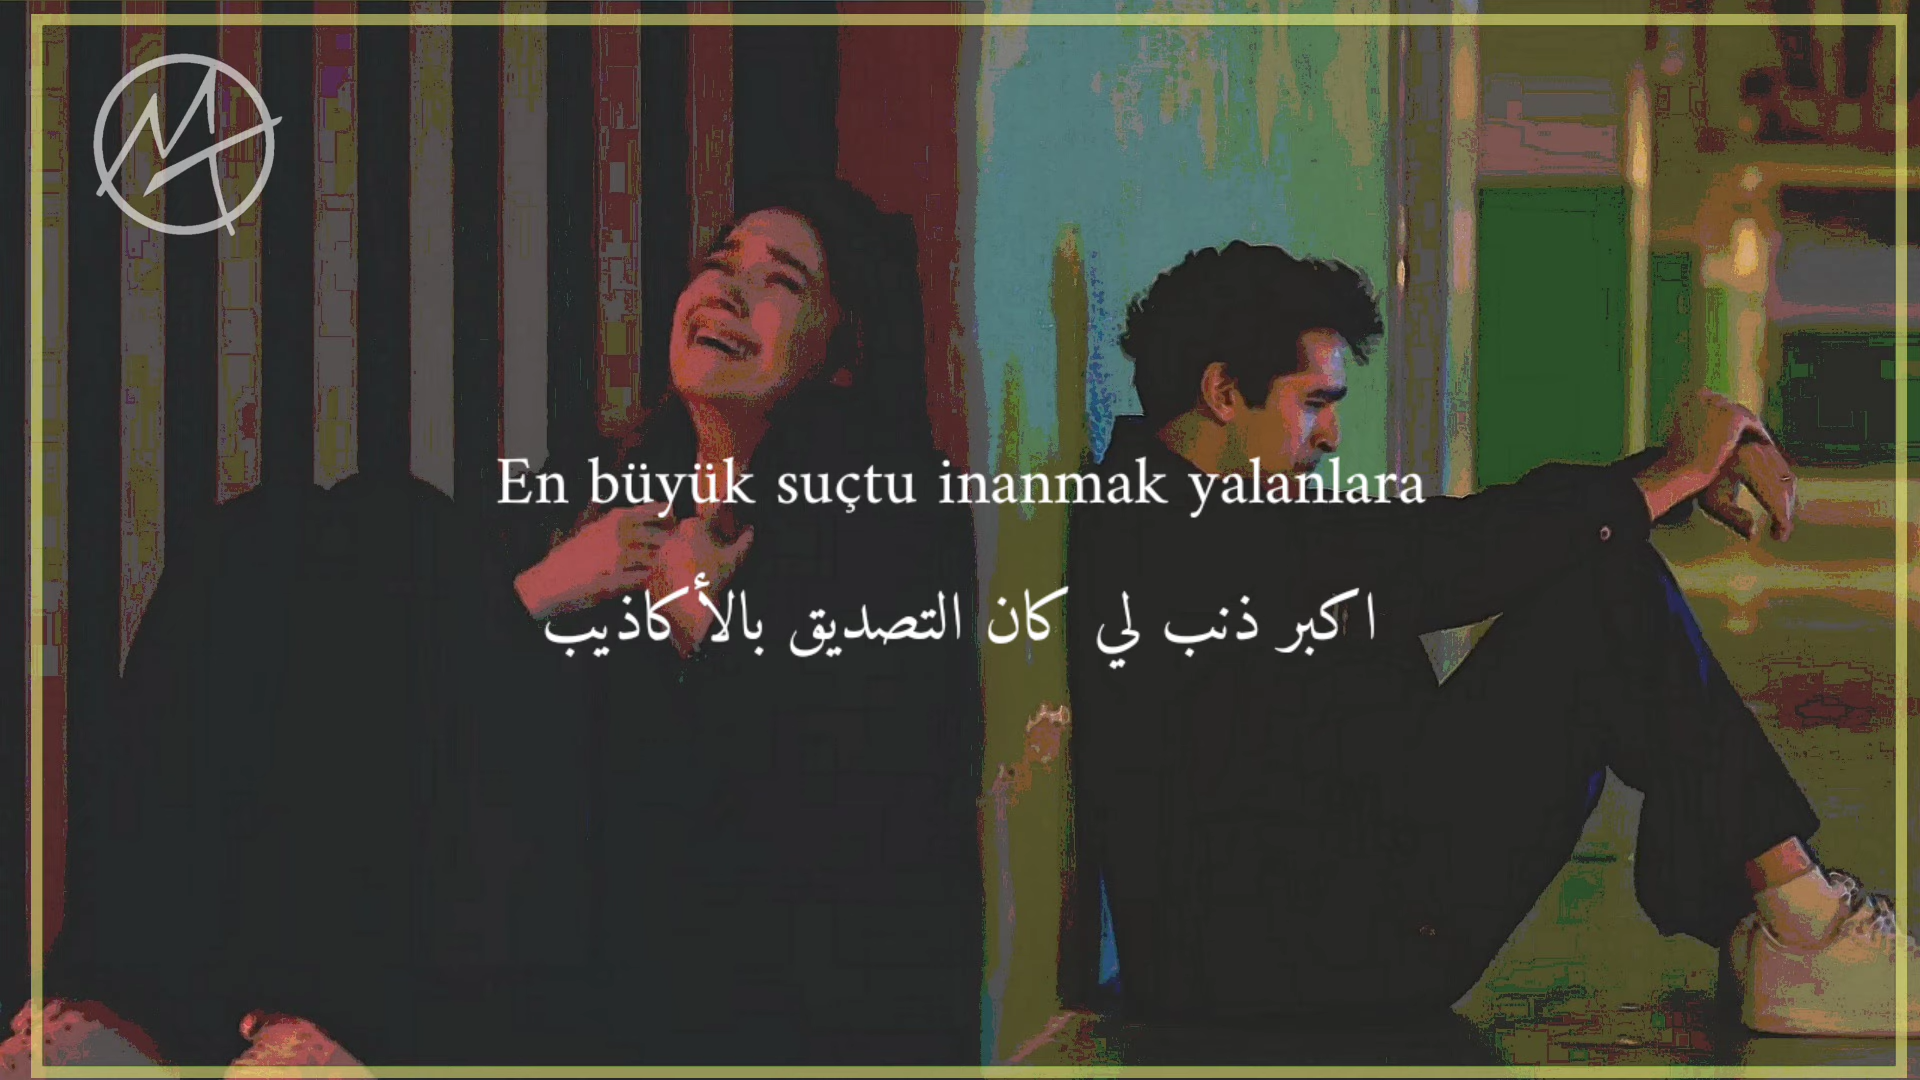 En büyük suçtu inanmak yalanlara
اكبر ذنب لي كان التصديق بالأكاذيب